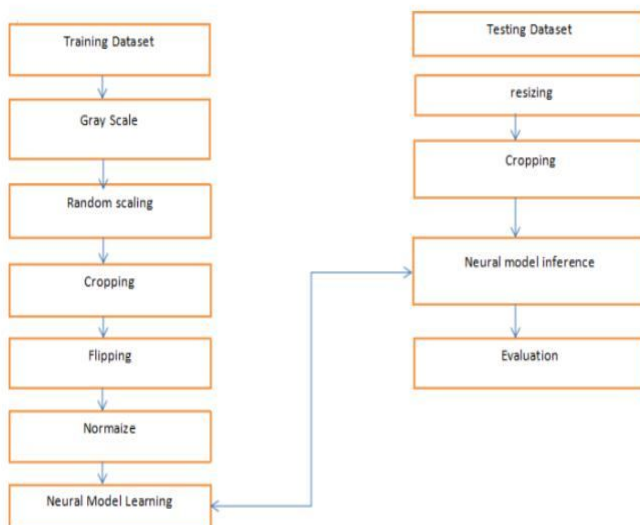 Training Dataset
Gray Scale
Random scaling
Cropping
Flipping
Normaize
Neural Model Learning
Testing Dataset
resizing
Cropping
Neural model inference
Evaluation